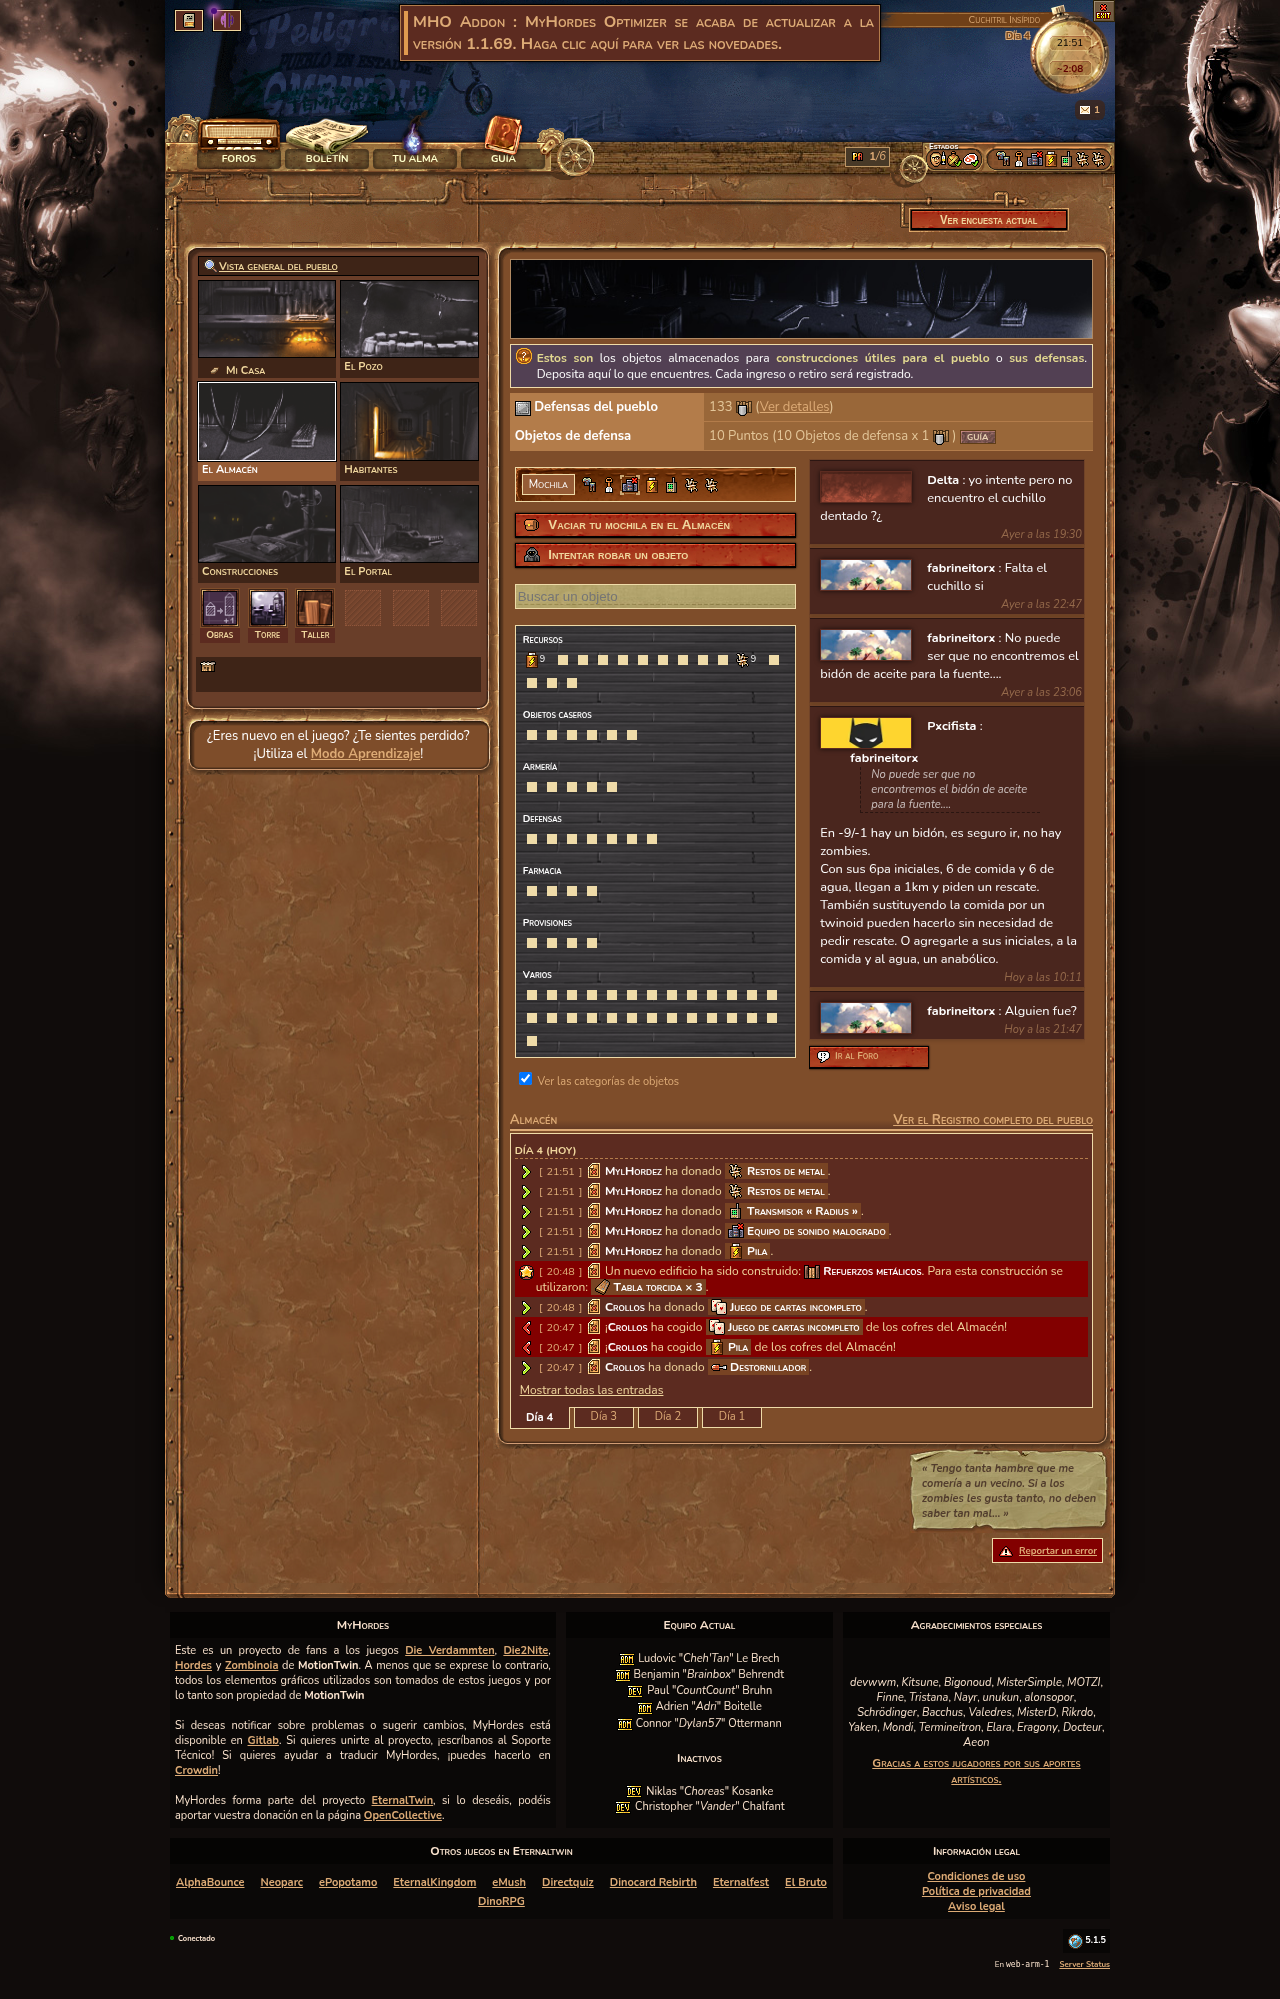 MHO Addon : MyHordes Optimizer se acaba de actualizar a la
versión 1.1.69. Haga clic aquí para ver las novedades.
Cuchitril Insípido
Día 4
EXIT
21:51
~2:08
1
FOROS
BOLETÍN
TU ALMA
GUÍA
PA 1/6
Estados
Ver encuesta actual
Vista general del pueblo
Mi Casa
El Pozo
El Almacén
Habitantes
Construcciones
El Portal
Obras
Torre
Taller
¿Eres nuevo en el juego? ¿Te sientes perdido?
¡Utiliza el Modo Aprendizaje!
Estos son los objetos almacenados para construcciones útiles para el pueblo o sus defensas.
Deposita aquí lo que encuentres. Cada ingreso o retiro será registrado.
Defensas del pueblo
133 (Ver detalles)
Objetos de defensa
10 Puntos (10 Objetos de defensa x 1 ) GUÍA
Mochila
Vaciar tu mochila en el Almacén
Intentar robar un objeto
Buscar un objeto
Recursos
9
9
Objetos caseros
Armería
Defensas
Farmacia
Provisiones
Varios
Ver las categorías de objetos
Delta : yo intente pero no
encuentro el cuchillo
dentado ?¿
Ayer a las 19:30
fabrineitorx : Falta el
cuchillo si
Ayer a las 22:47
fabrineitorx : No puede
ser que no encontremos el
bidón de aceite para la fuente....
Ayer a las 23:06
Pxcifista :
fabrineitorx
No puede ser que no
encontremos el bidón de aceite
para la fuente....
En -9/-1 hay un bidón, es seguro ir, no hay
zombies.
Con sus 6pa iniciales, 6 de comida y 6 de
agua, llegan a 1km y piden un rescate.
También sustituyendo la comida por un
twinoid pueden hacerlo sin necesidad de
pedir rescate. O agregarle a sus iniciales, a la
comida y al agua, un anabólico.
Hoy a las 10:11
fabrineitorx : Alguien fue?
Hoy a las 21:47
Ir al Foro
Almacén
Ver el Registro completo del pueblo
DÍA 4 (HOY)
[ 21:51 ] MylHordez ha donado Restos de metal .
[ 21:51 ] MylHordez ha donado Restos de metal .
[ 21:51 ] MylHordez ha donado Transmisor « Radius » .
[ 21:51 ] MylHordez ha donado Equipo de sonido malogrado .
[ 21:51 ] MylHordez ha donado Pila .
[ 20:48 ] Un nuevo edificio ha sido construido: Refuerzos metálicos. Para esta construcción se
utilizaron: Tabla torcida × 3 .
[ 20:48 ] Crollos ha donado Juego de cartas incompleto .
[ 20:47 ] ¡Crollos ha cogido Juego de cartas incompleto de los cofres del Almacén!
[ 20:47 ] ¡Crollos ha cogido Pila de los cofres del Almacén!
[ 20:47 ] Crollos ha donado Destornillador .
Mostrar todas las entradas
Día 4
Día 3
Día 2
Día 1
« Tengo tanta hambre que me
comería a un vecino. Si a los
zombies les gusta tanto, no deben
saber tan mal... »
Reportar un error
MyHordes
Este es un proyecto de fans a los juegos Die Verdammten, Die2Nite,
Hordes y Zombinoia de MotionTwin. A menos que se exprese lo contrario,
todos los elementos gráficos utilizados son tomados de estos juegos y por
lo tanto son propiedad de MotionTwin
Si deseas notificar sobre problemas o sugerir cambios, MyHordes está
disponible en Gitlab. Si quieres unirte al proyecto, ¡escríbanos al Soporte
Técnico! Si quieres ayudar a traducir MyHordes, ¡puedes hacerlo en
Crowdin!
MyHordes forma parte del proyecto EternalTwin, si lo deseáis, podéis
aportar vuestra donación en la página OpenCollective.
Equipo Actual
ADM Ludovic "Cheh'Tan" Le Brech
ADM Benjamin "Brainbox" Behrendt
DEV Paul "CountCount" Bruhn
ADM Adrien "Adri" Boitelle
ADM Connor "Dylan57" Ottermann
Inactivos
DEV Niklas "Choreas" Kosanke
DEV Christopher "Vander" Chalfant
Agradecimientos especiales
devwwm, Kitsune, Bigonoud, MisterSimple, MOTZI,
Finne, Tristana, Nayr, unukun, alonsopor,
Schrödinger, Bacchus, Valedres, MisterD, Rikrdo,
Yaken, Mondi, Termineitron, Elara, Eragony, Docteur,
Aeon
Gracias a estos jugadores por sus aportes
artísticos.
Otros juegos en Eternaltwin
AlphaBounce Neoparc ePopotamo EternalKingdom eMush Directquiz Dinocard Rebirth Eternalfest El Bruto
DinoRPG
Información legal
Condiciones de uso
Política de privacidad
Aviso legal
Conectado
5.1.5
En web-arm-1 Server Status